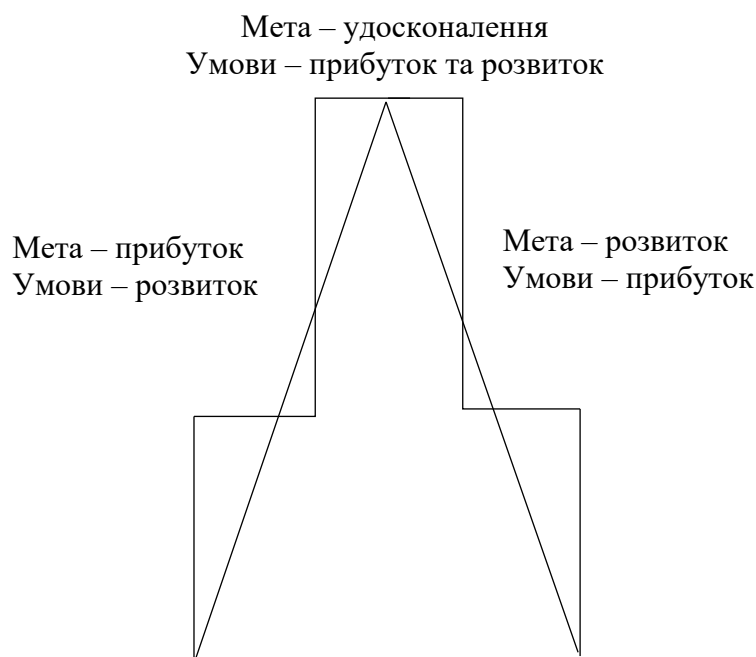 Мета – удосконалення
Умови – прибуток та розвиток
Мета – прибуток
Умови – розвиток
Мета – розвиток
Умови – прибуток